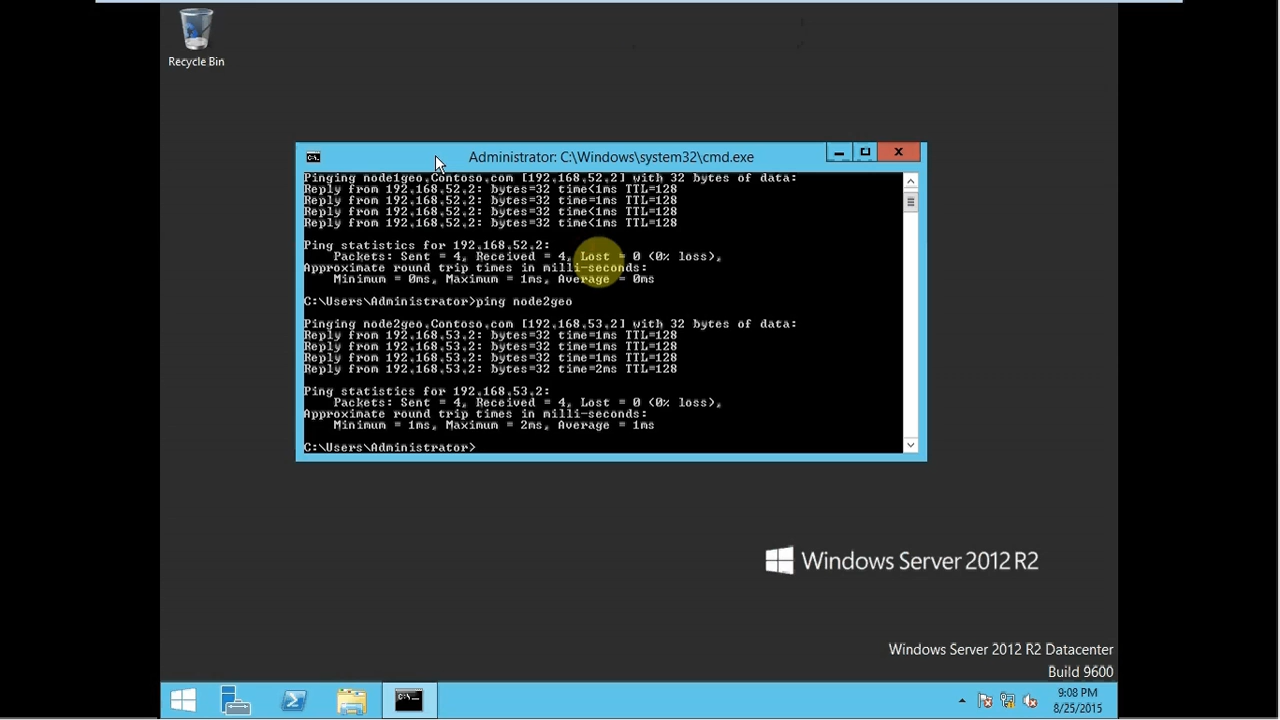 Recycle Bin
Administrator: C:\Windows\system32\cmd.exe
Pinging node1geo.Contoso.com [192.168.52.2] with 32 bytes of data:
Reply from 192.168.52.2: bytes=32 time<1ms TTL=128
Reply from 192.168.52.2: bytes=32 time=1ms TTL=128
Reply from 192.168.52.2: bytes=32 time<1ms TTL=128
Reply from 192.168.52.2: bytes=32 time<1ms TTL=128
Ping statistics for 192.168.52.2:
Packets: Sent = 4, Received = 4, Lost = 0 (0% loss),
Approximate round trip times in milli-seconds:
Minimum = 0ms, Maximum = 1ms, Average = 0ms
C:\Users\Administrator>ping node2geo
Pinging node2geo.Contoso.com [192.168.53.2] with 32 bytes of data:
Reply from 192.168.53.2: bytes=32 time=1ms TTL=128
Reply from 192.168.53.2: bytes=32 time=1ms TTL=128
Reply from 192.168.53.2: bytes=32 time=1ms TTL=128
Reply from 192.168.53.2: bytes=32 time=2ms TTL=128
Ping statistics for 192.168.53.2:
Packets: Sent = 4, Received = 4, Lost = 0 (0% loss),
Approximate round trip times in milli-seconds:
Minimum = 1ms, Maximum = 2ms, Average = 1ms
C:\Users\Administrator>
Windows Server 2012 R2
Windows Server 2012 R2 Datacenter
Build 9600
9:08 PM
8/25/2015